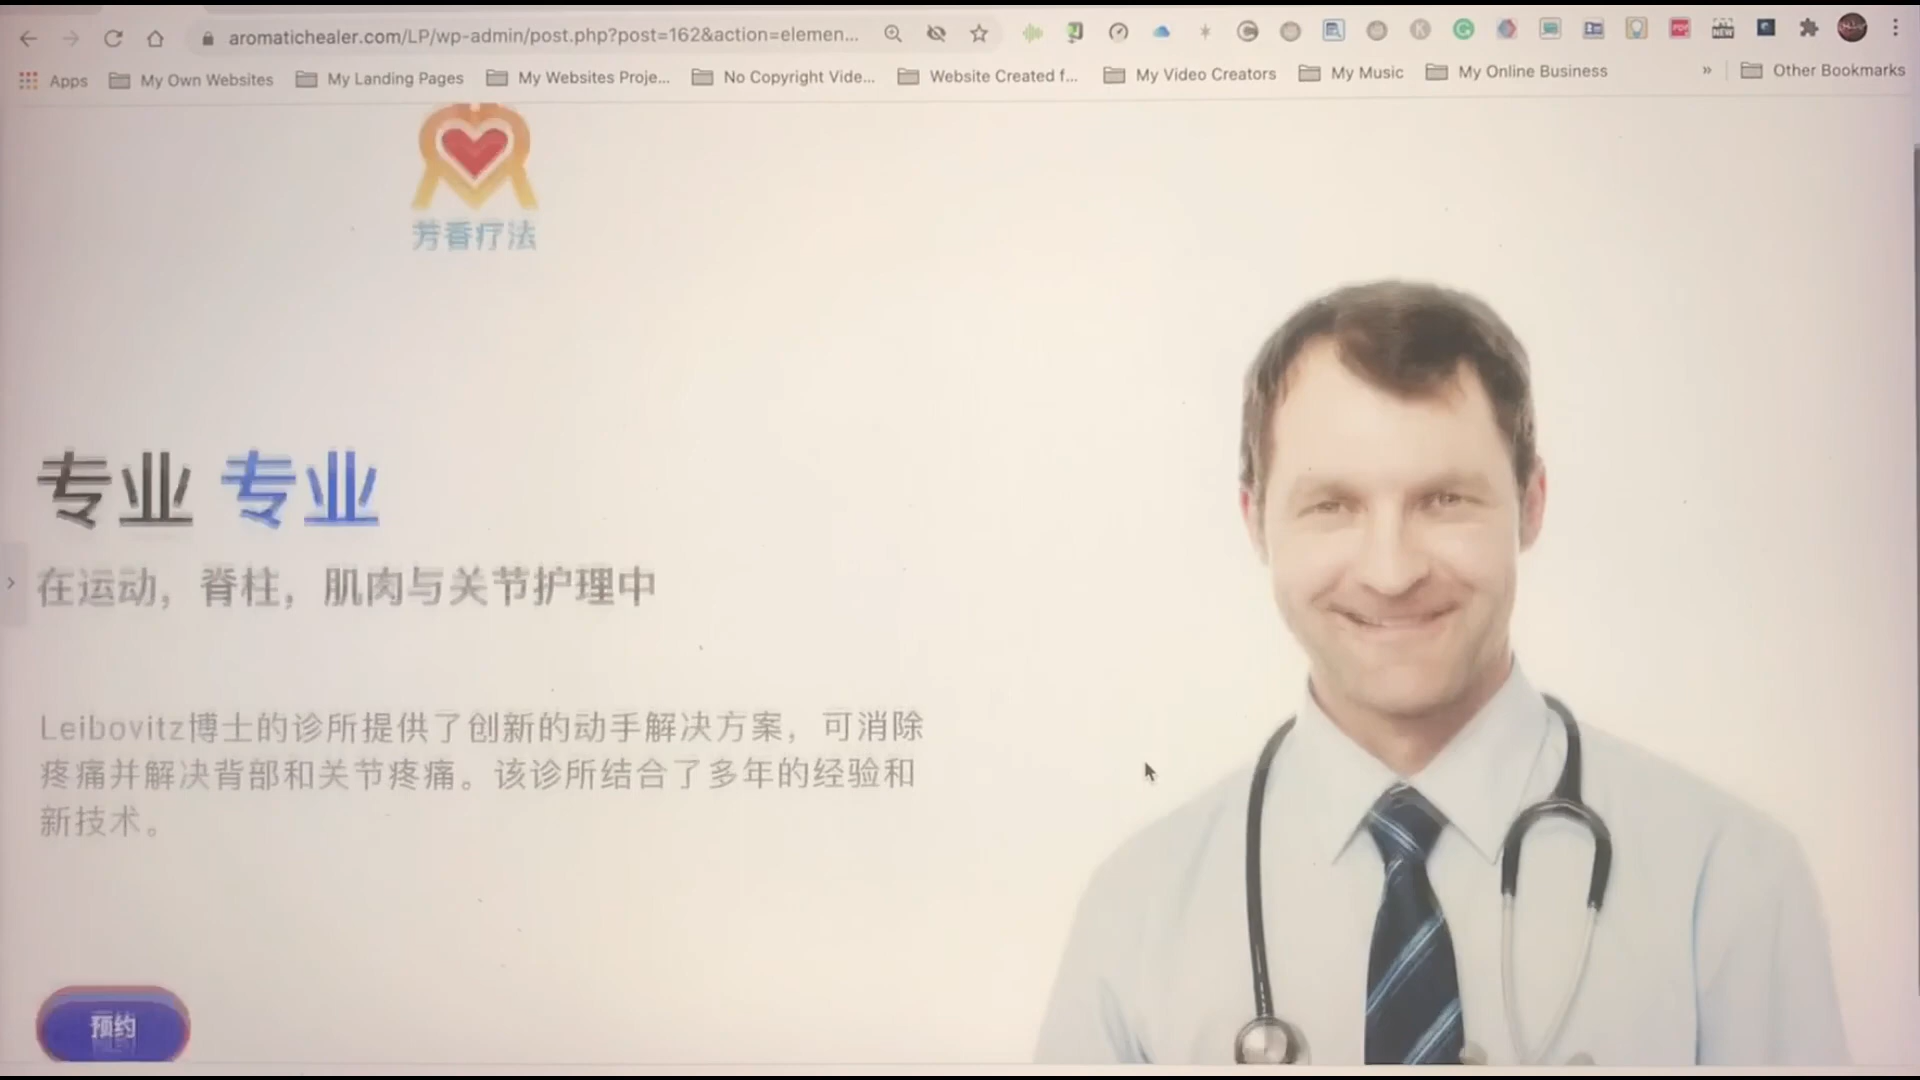 aromatichealer.com/LP/wp-admin/post.php?post=162&action=elemen...
Apps
My Own Websites
My Landing Pages
My Websites Proje...
No Copyright Vide...
Website Created f...
My Video Creators
My Music
My Online Business
»
Other Bookmarks
芳香疗法
专业 专业
在运动，脊柱，肌肉与关节护理中
Leibovitz博士的诊所提供了创新的动手解决方案，可消除
疼痛并解决背部和关节疼痛。该诊所结合了多年的经验和
新技术。
预约